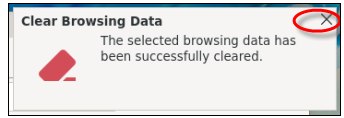 Clear Browsing Data
The selected browsing data has
been successfully cleared.